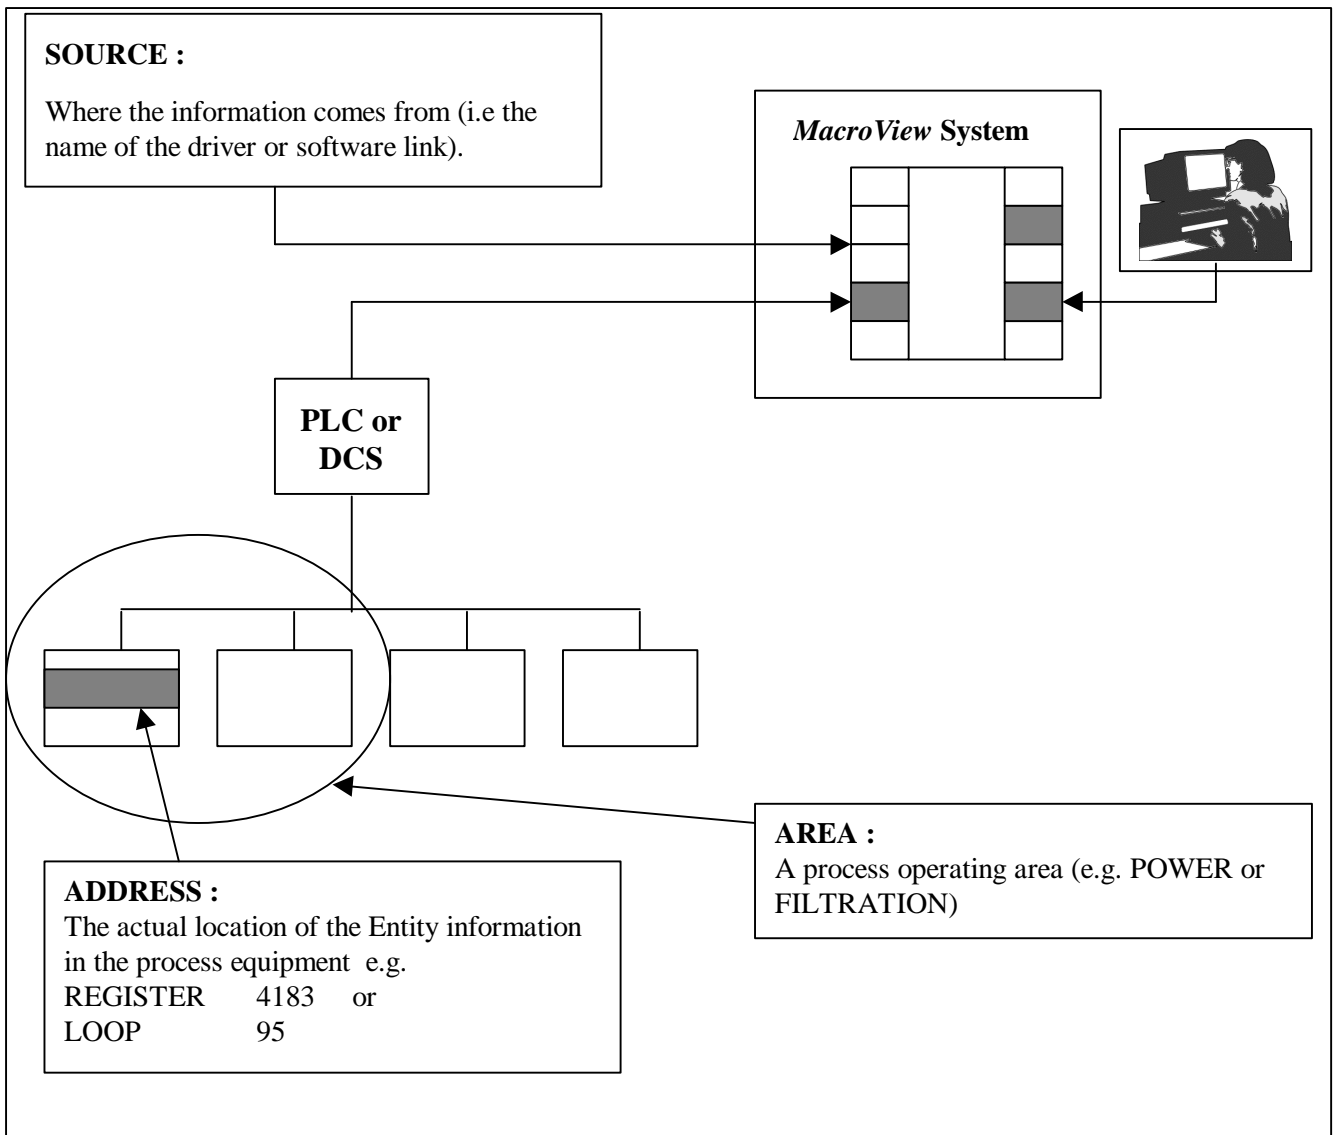 SOURCE :
Where the information comes from (i.e the
name of the driver or software link).
MacroView System
PLC or
DCS
AREA :
A process operating area (e.g. POWER or
FILTRATION)
ADDRESS :
The actual location of the Entity information
in the process equipment e.g.
REGISTER 4183 or
LOOP 95